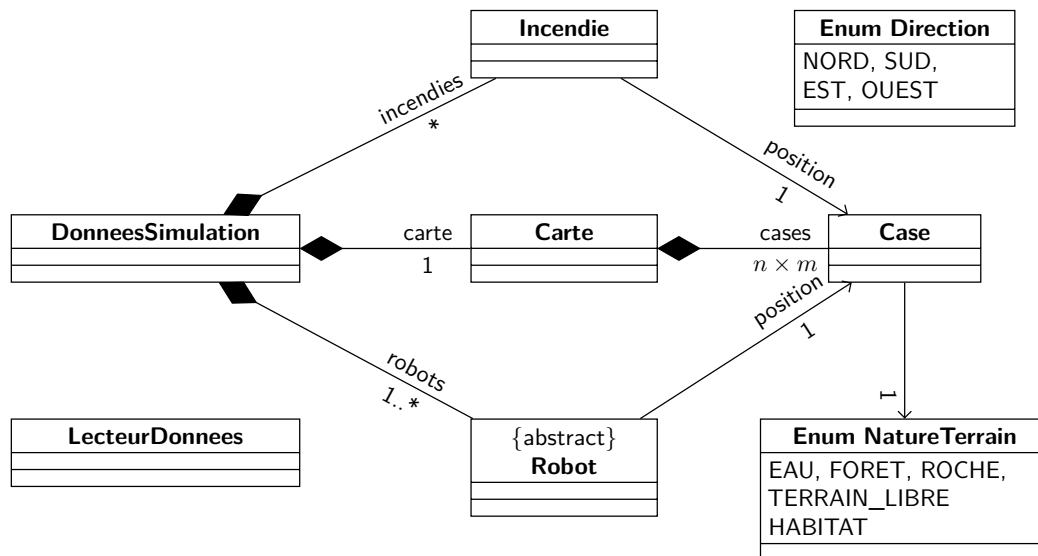 Incendie
Enum Direction
NORD, SUD,
EST, OUEST
incendies
*
position
1
DonneesSimulation
carte
1
Carte
cases
n × m
Case
position
1
robots
1..*
1
LecteurDonnees
{abstract}
Robot
Enum NatureTerrain
EAU, FORET, ROCHE,
TERRAIN_LIBRE
HABITAT